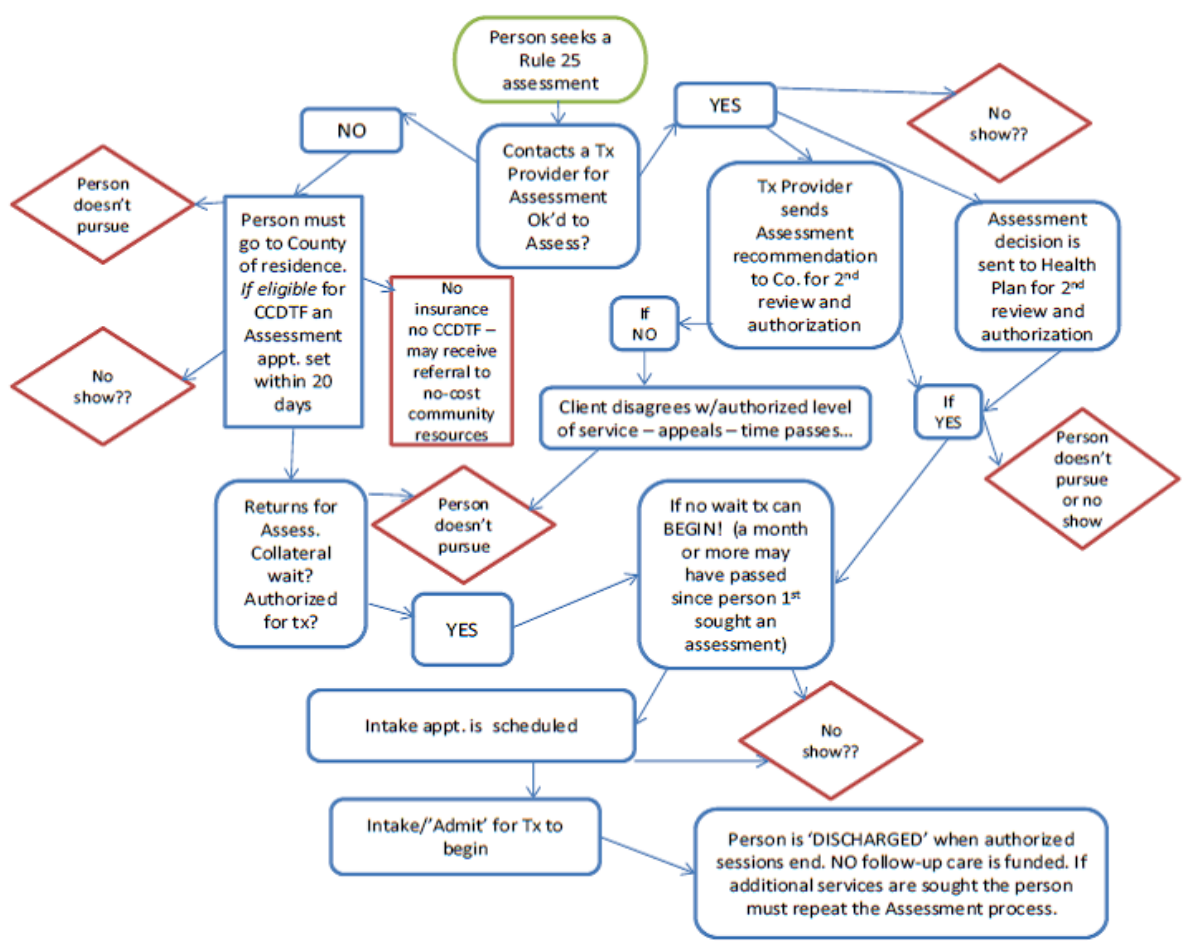 Person seeks a
Rule 25
assessment
YES
No
show??
NO
Contacts a Tx
Provider for
Assessment
Ok’d to
Assess?
Person
doesn’t
pursue
Tx Provider
sends
Assessment
recommendation
to Co. for 2nd
review and
authorization
Assessment
decision is
sent to Health
Plan for 2nd
review and
authorization
Person must
go to County
of residence.
If eligible for
CCDTF an
Assessment
appt. set
within 20
days
No
insurance
no CCDTF –
may receive
referral to
no-cost
community
resources
If
NO
No
show??
Client disagrees w/authorized level
of service – appeals – time passes…
If
YES
Person
doesn’t
pursue
or no
show
Returns for
Assess.
Collateral
wait?
Authorized
for tx?
Person
doesn’t
pursue
If no wait tx can
BEGIN! (a month
or more may
have passed
since person 1st
sought an
assessment)
YES
Intake appt. is scheduled
No
show??
Intake/’Admit’ for Tx to
begin
Person is ‘DISCHARGED’ when authorized
sessions end. NO follow-up care is funded. If
additional services are sought the person
must repeat the Assessment process.